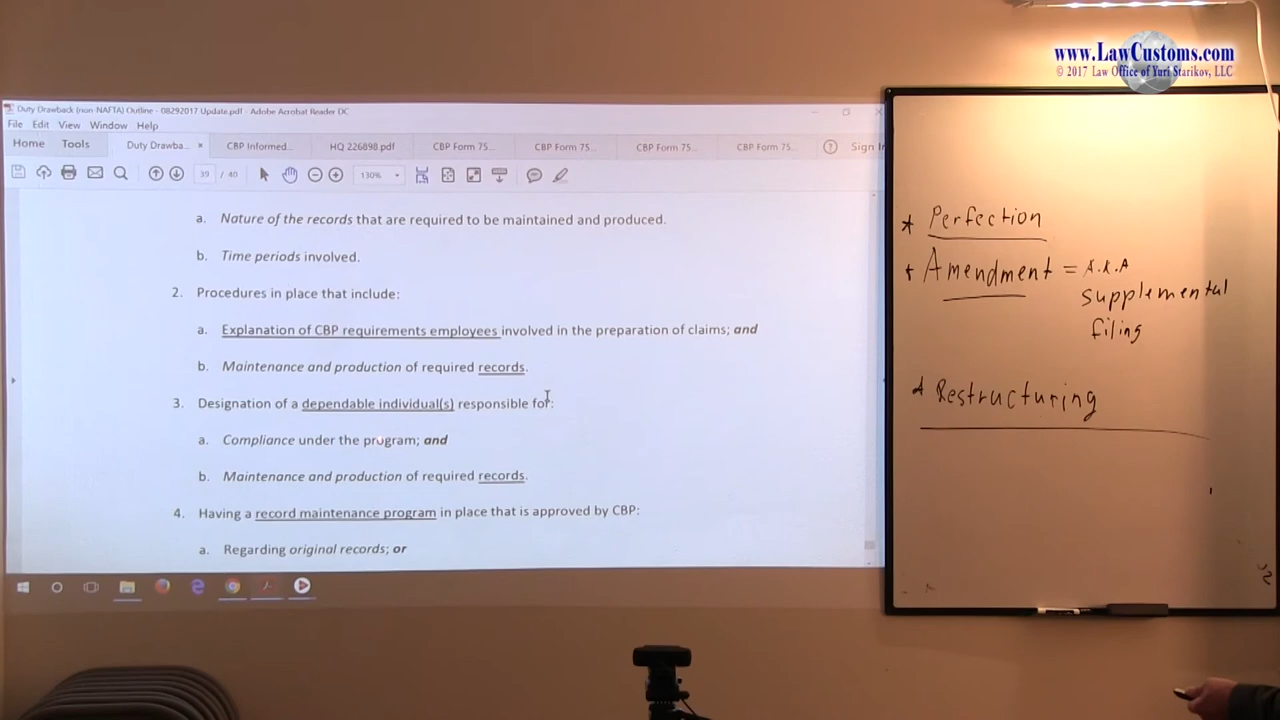 www.LawCustoms.com
© 2017 Law Office of Yuri Starikov, LLC
Duty Drawback (non-NAFTA) Outline - 08292017 Update.pdf - Adobe Acrobat Reader DC
File Edit View Window Help
Home Tools Duty Drawba... × CBP Informed... HQ 226898.pdf CBP Form 75... CBP Form 75... CBP Form 75... CBP Form 75... Sign In
39 / 40 130%
a. Nature of the records that are required to be maintained and produced.
b. Time periods involved.
2. Procedures in place that include:
a. Explanation of CBP requirements employees involved in the preparation of claims; and
b. Maintenance and production of required records.
3. Designation of a dependable individual(s) responsible for:
a. Compliance under the program; and
b. Maintenance and production of required records.
4. Having a record maintenance program in place that is approved by CBP:
a. Regarding original records; or
* Perfection
* Amendment = A.K.A
supplemental
filing
* Restructuring